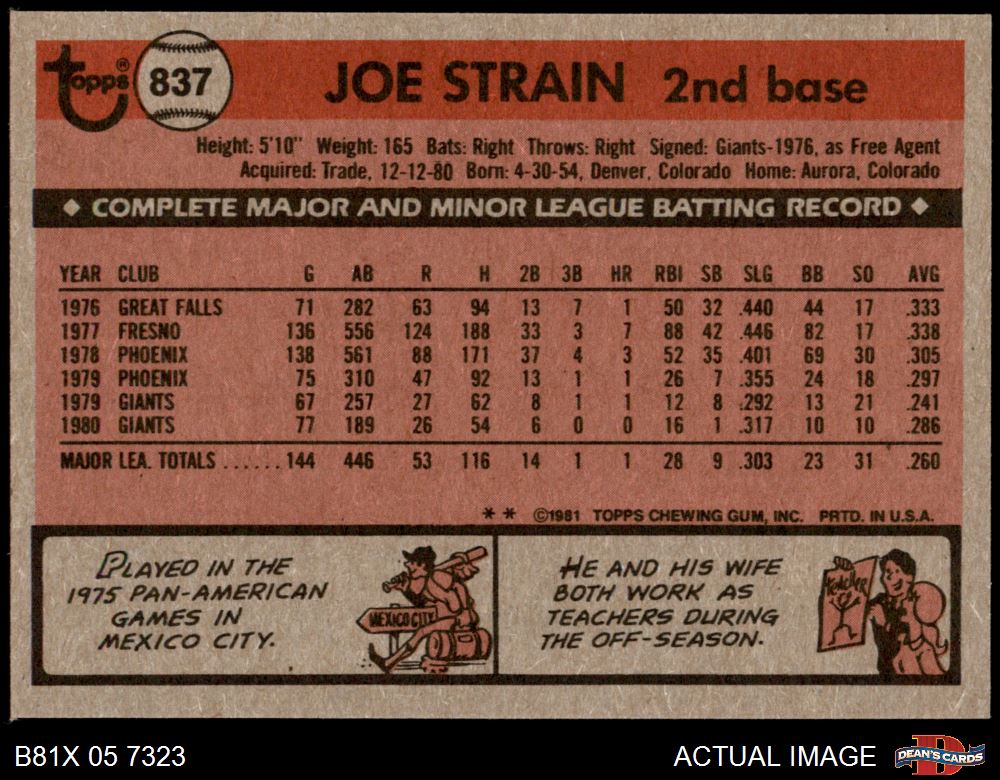 Topps® 837 JOE STRAIN 2nd base
Height: 5'10" Weight: 165 Bats: Right Throws: Right Signed: Giants-1976, as Free Agent
Acquired: Trade, 12-12-80 Born: 4-30-54, Denver, Colorado Home: Aurora, Colorado
◆ COMPLETE MAJOR AND MINOR LEAGUE BATTING RECORD ◆
YEAR CLUB G AB R H 2B 3B HR RBI SB SLG BB SO AVG
1976 GREAT FALLS 71 282 63 94 13 7 1 50 32 .440 44 17 .333
1977 FRESNO 136 556 124 188 33 3 7 88 42 .446 82 17 .338
1978 PHOENIX 138 561 88 171 37 4 3 52 35 .401 69 30 .305
1979 PHOENIX 75 310 47 92 13 1 1 26 7 .355 24 18 .297
1979 GIANTS 67 257 27 62 8 1 1 12 8 .292 13 21 .241
1980 GIANTS 77 189 26 54 6 0 0 16 1 .317 10 10 .286
MAJOR LEA. TOTALS ...... 144 446 53 116 14 1 1 28 9 .303 23 31 .260
** ©1981 TOPPS CHEWING GUM, INC. PRTD. IN U.S.A.
PLAYED IN THE
1975 PAN-AMERICAN
GAMES IN
MEXICO CITY.
MEXICO CITY
HE AND HIS WIFE
BOTH WORK AS
TEACHERS DURING
THE OFF-SEASON.
Teacher
B81X 05 7323
ACTUAL IMAGE
D
DEAN'S CARDS